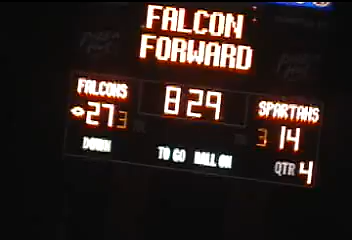 FALCON
FORWARD
FALCONS 8:29 SPARTANS
27 3 3 14
DOWN TO GO BALL ON QTR 4